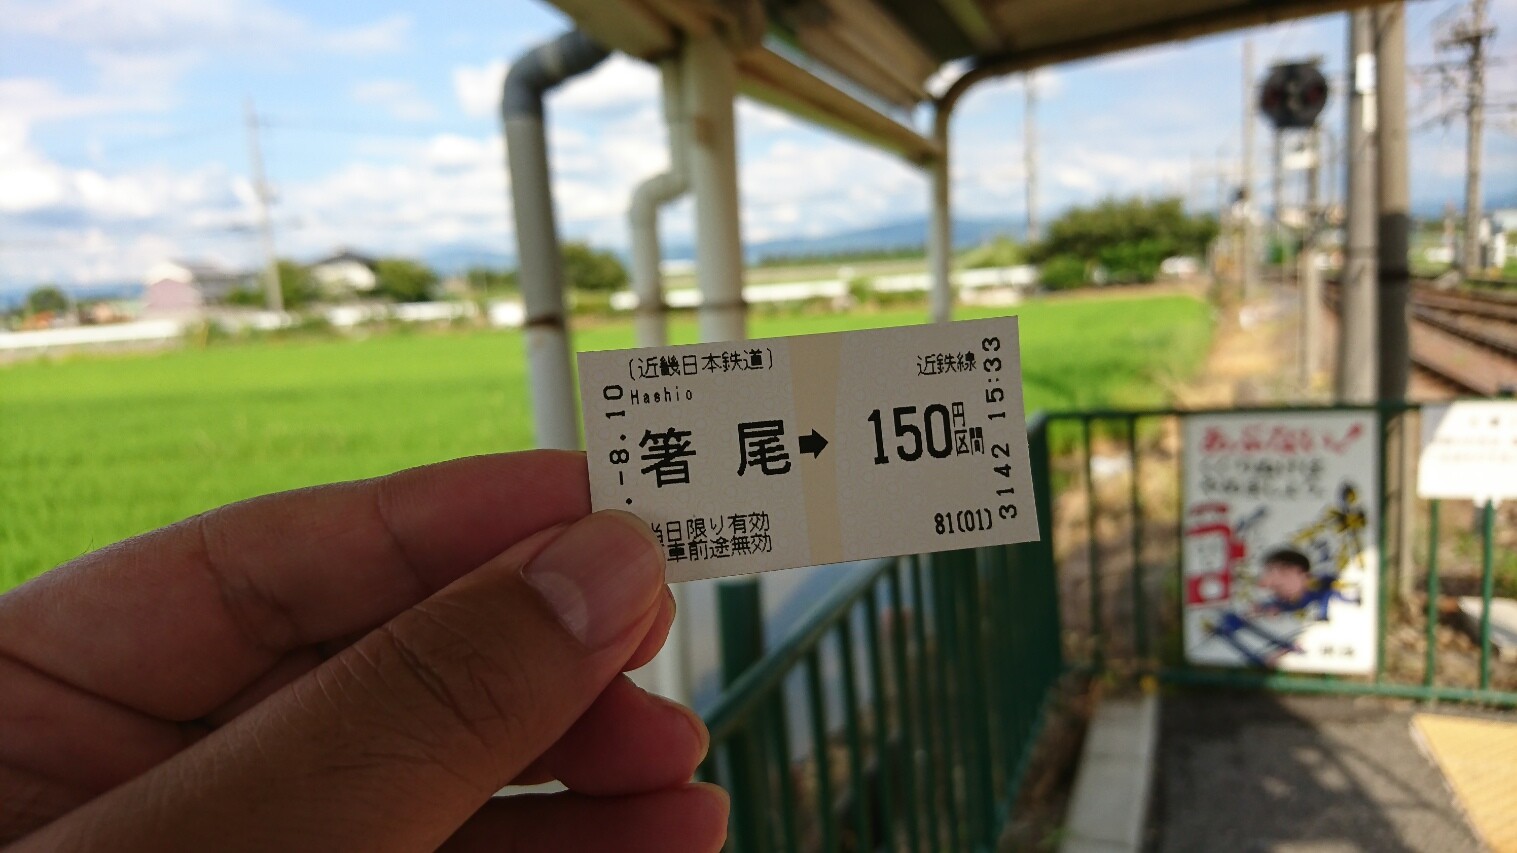 (近畿日本鉄道)
近鉄線
Hashio
箸尾➡150円区間
81(01)
当日限り有効
車前途無効
.-8.10
3142 15:33
あぶない!